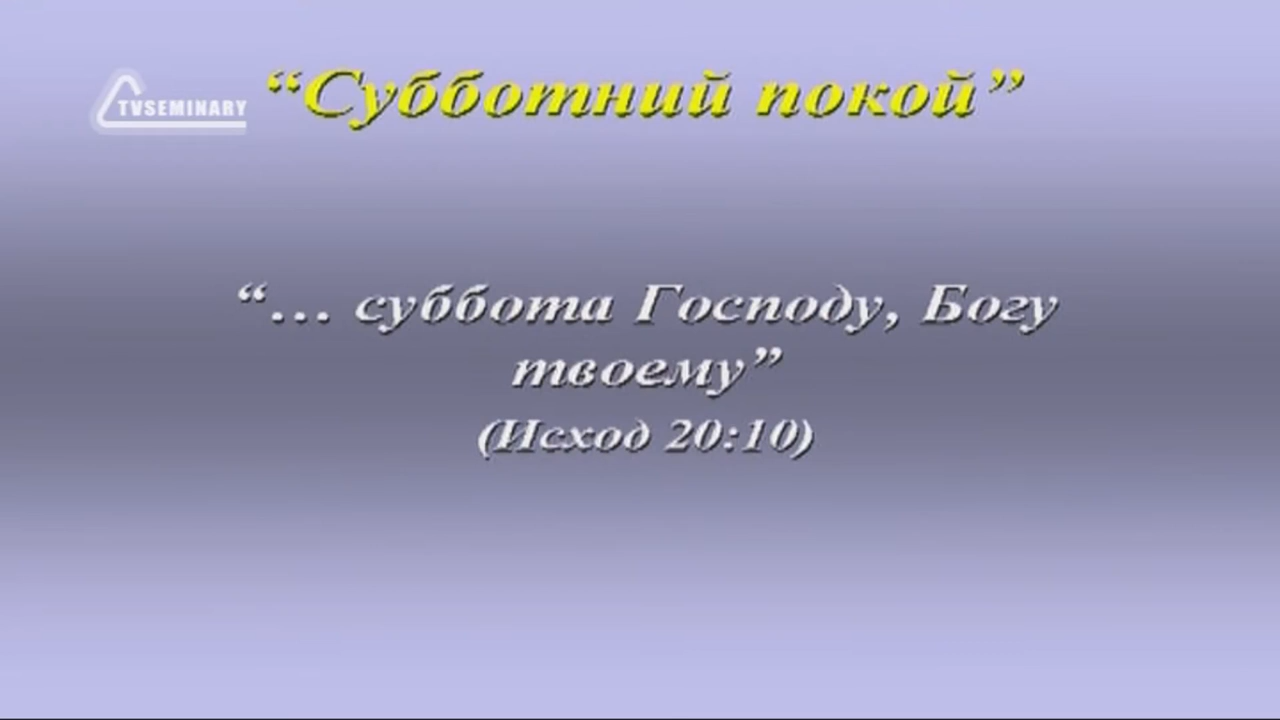 TVSEMINARY
“Субботний покой”
“... суббота Господу, Богу
твоему”
(Исход 20:10)